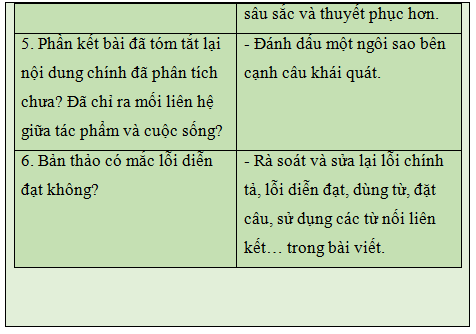 sâu sắc và thuyết phục hơn.
5. Phần kết bài đã tóm tắt lại
nội dung chính đã phân tích
chưa? Đã chỉ ra mối liên hệ
giữa tác phẩm và cuộc sống?
- Đánh dấu một ngôi sao bên
cạnh câu khái quát.
6. Bản thảo có mắc lỗi diễn
đạt không?
- Rà soát và sửa lại lỗi chính
tả, lỗi diễn đạt, dùng từ, đặt
câu, sử dụng các từ nối liên
kết… trong bài viết.